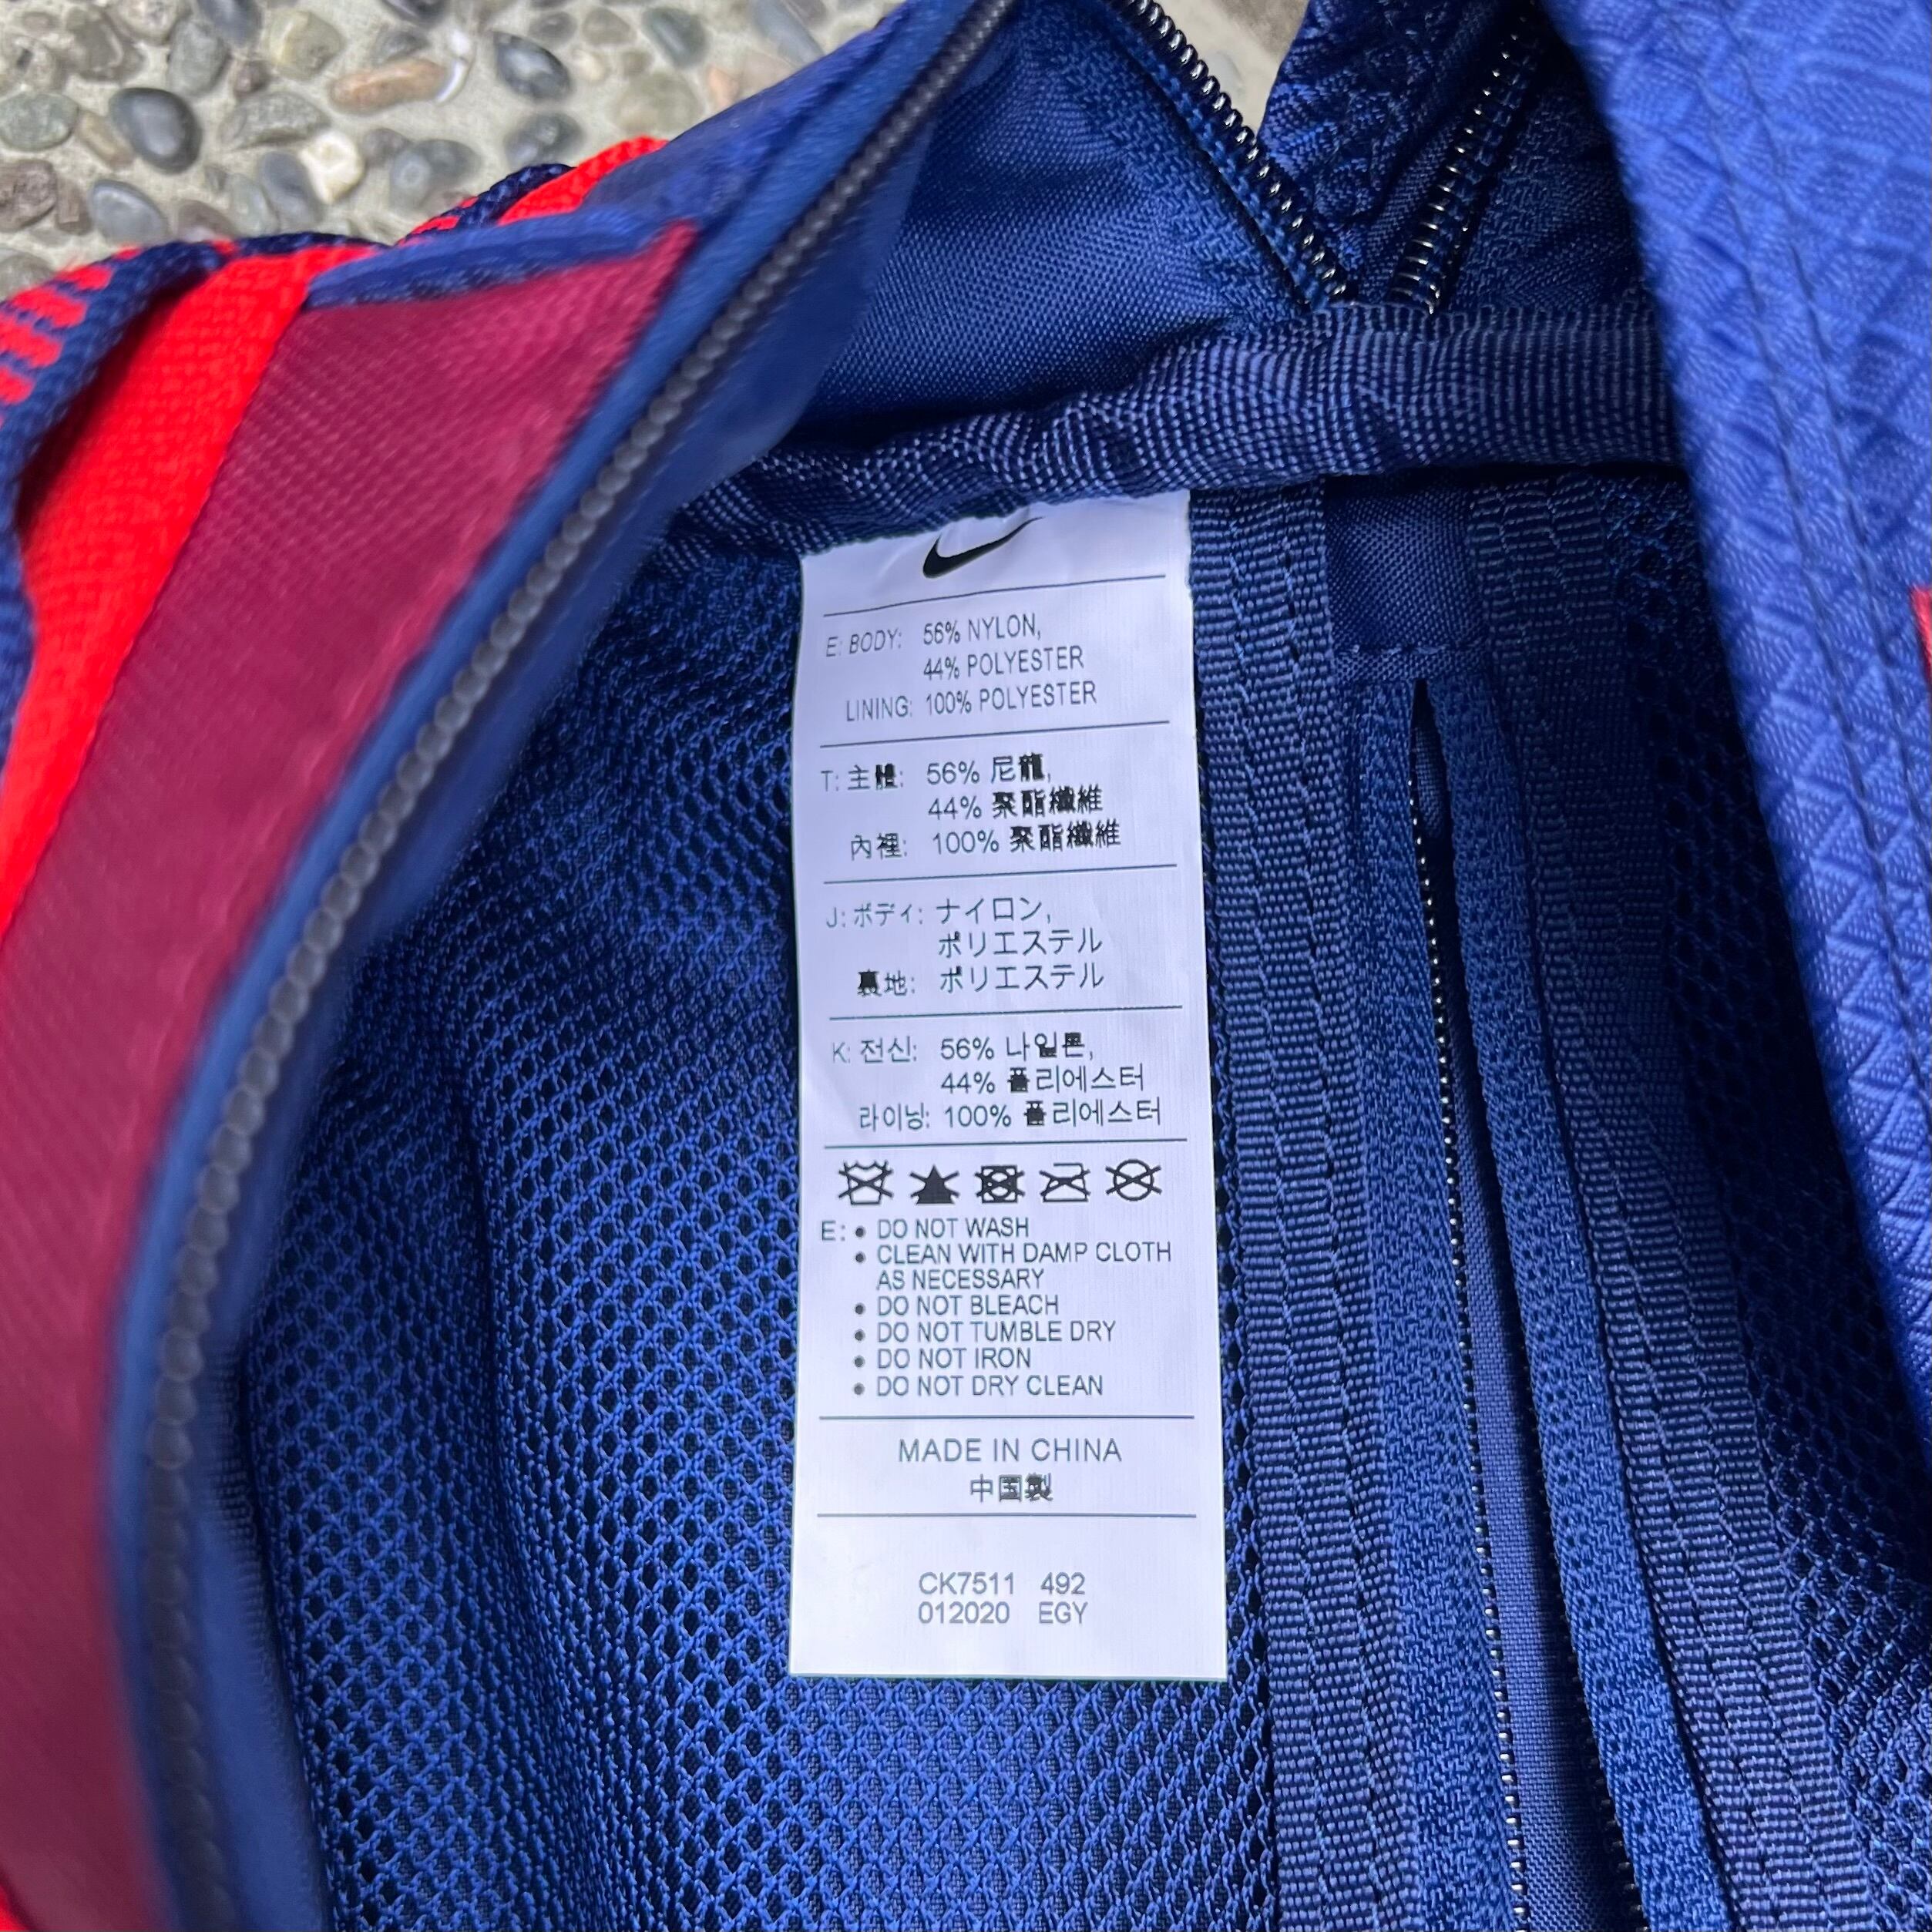 E: BODY: 56% NYLON,
44% POLYESTER
LINING: 100% POLYESTER
T: 主體: 56% 尼龍,
44% 聚酯纖維
內裡: 100% 聚酯纖維
J: ボディ: ナイロン,
ポリエステル
裏地: ポリエステル
K: 전신: 56% 나일론,
44% 폴리에스터
라이닝: 100% 폴리에스터
E: • DO NOT WASH
• CLEAN WITH DAMP CLOTH
AS NECESSARY
• DO NOT BLEACH
• DO NOT TUMBLE DRY
• DO NOT IRON
• DO NOT DRY CLEAN
MADE IN CHINA
中国製
CK7511 492
012020 EGY